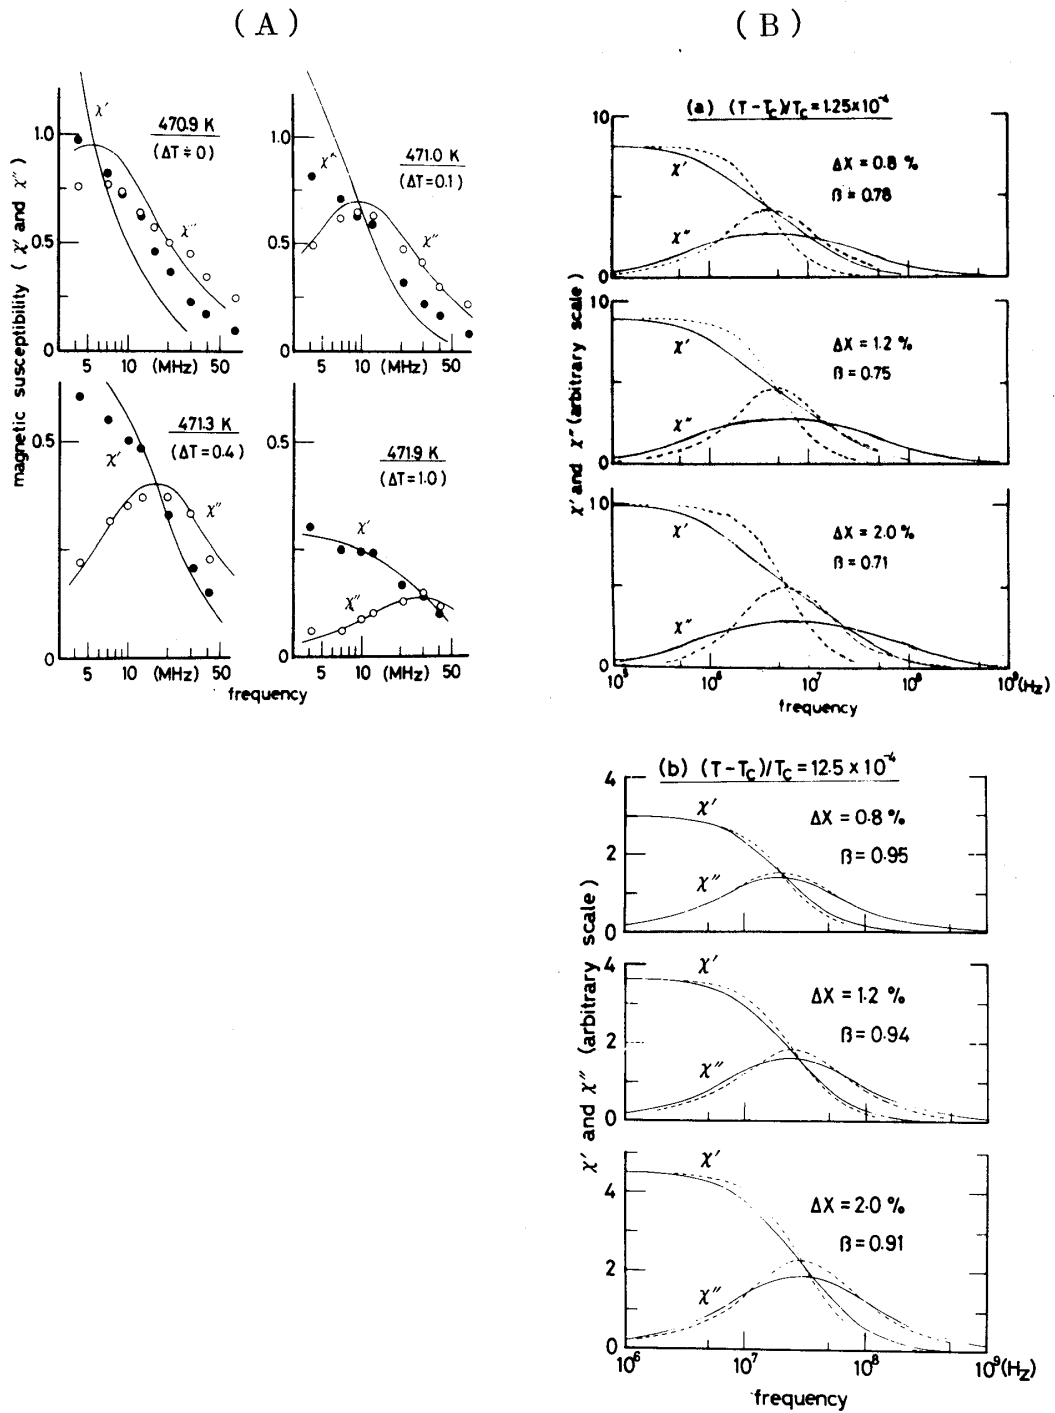 (A)
magnetic susceptibility ( χ′ and χ″ )
1.0
0.5
0
χ′
470.9 K
(ΔT ≑ 0)
χ″
5 10 (MHz) 50
1.0
0.5
0
471.0 K
(ΔT = 0.1)
χ″
5 10 (MHz) 50
0.5
0
471.3 K
(ΔT = 0.4)
χ′
χ″
5 10 (MHz) 50
0.5
0
471.9 K
(ΔT = 1.0)
χ′
χ″
5 10 (MHz) 50
frequency
(B)
(a) (T - Tc)/Tc = 1.25×10⁻⁴
χ′ and χ″ (arbitrary scale)
10
5
0
χ′
χ″
ΔX = 0.8 %
β = 0.78
10
5
0
χ′
χ″
ΔX = 1.2 %
β = 0.75
10
5
0
χ′
χ″
ΔX = 2.0 %
β = 0.71
10⁵ 10⁶ 10⁷ 10⁸ 10⁹(Hz)
frequency
(b) (T - Tc)/Tc = 12.5 × 10⁻⁴
χ′ and χ″ (arbitrary scale)
4
2
0
χ′
χ″
ΔX = 0.8 %
β = 0.95
4
2
0
χ′
χ″
ΔX = 1.2 %
β = 0.94
4
2
0
χ′
χ″
ΔX = 2.0 %
β = 0.91
10⁶ 10⁷ 10⁸ 10⁹(Hz)
frequency